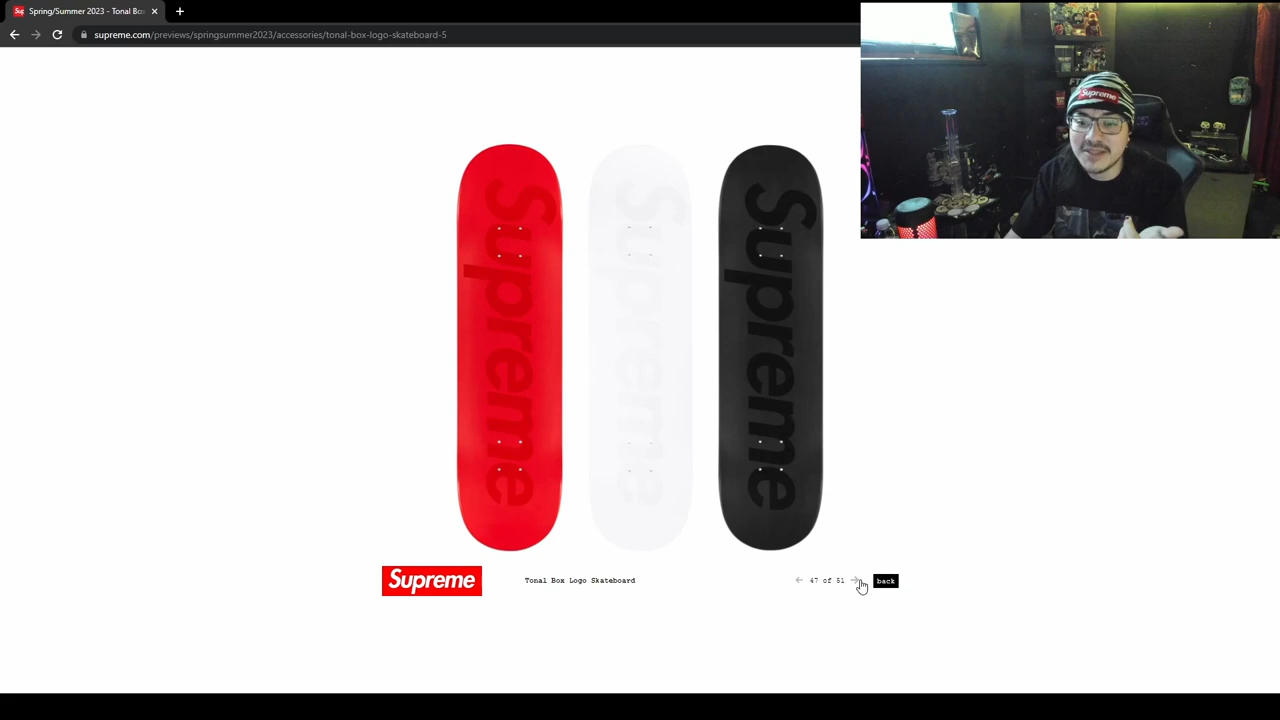 Spring/Summer 2023 - Tonal Box
supreme.com/previews/springsummer2023/accessories/tonal-box-logo-skateboard-5
Supreme
Supreme
Supreme
Supreme
Supreme
Tonal Box Logo Skateboard
47 of 51
back